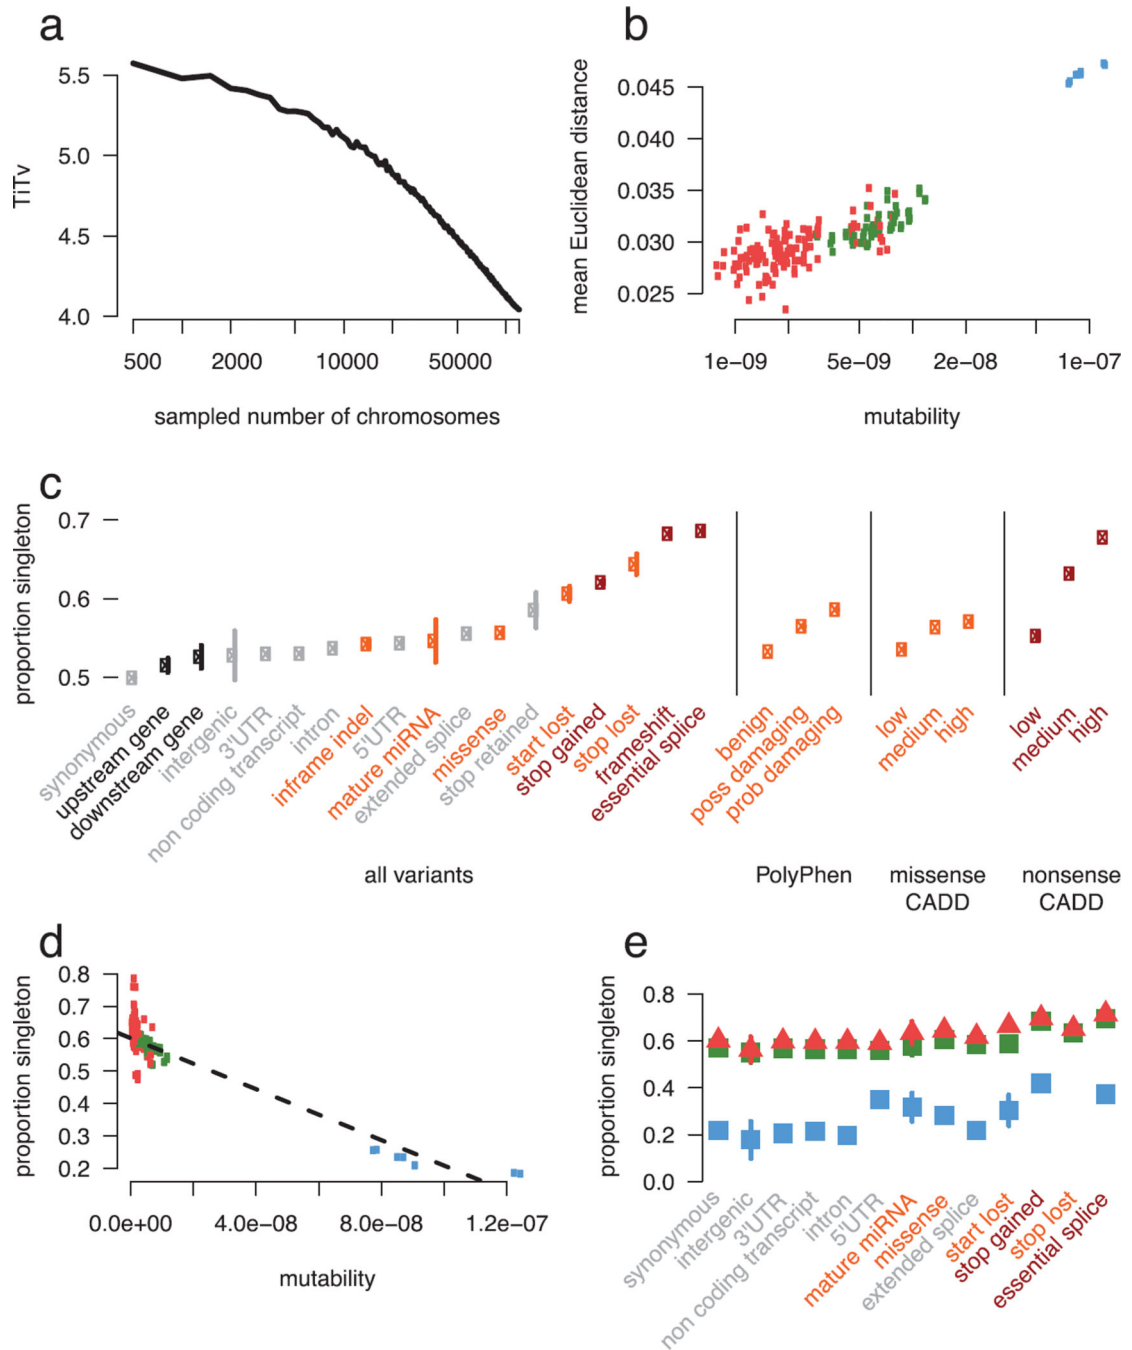 a
TiTv
5.5
5.0
4.5
4.0
500
2000
10000
50000
sampled number of chromosomes
b
mean Euclidean distance
0.045
0.040
0.035
0.030
0.025
1e−09
5e−09
2e−08
1e−07
mutability
c
proportion singleton
0.7
0.6
0.5
synonymous
upstream gene
downstream gene
intergenic
3'UTR
non coding transcript
intron
inframe indel
5'UTR
mature miRNA
extended splice
missense
stop retained
start lost
stop gained
stop lost
frameshift
essential splice
benign
poss damaging
prob damaging
low
medium
high
low
medium
high
all variants
PolyPhen
missense
CADD
nonsense
CADD
d
proportion singleton
0.8
0.7
0.6
0.5
0.4
0.3
0.2
0.0e+00
4.0e−08
8.0e−08
1.2e−07
mutability
e
proportion singleton
0.8
0.6
0.4
0.2
0.0
synonymous
intergenic
3'UTR
non coding transcript
intron
5'UTR
mature miRNA
missense
extended splice
start lost
stop gained
stop lost
essential splice